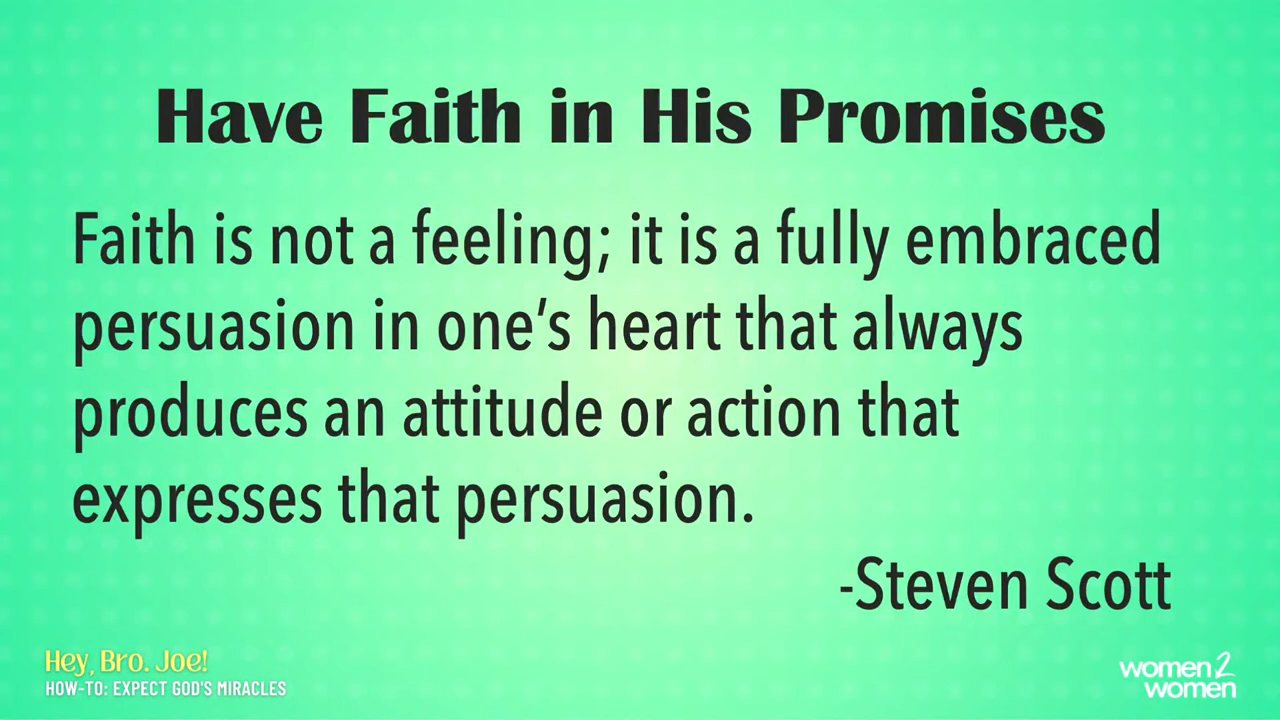 Have Faith in His Promises
Faith is not a feeling; it is a fully embraced
persuasion in one’s heart that always
produces an attitude or action that
expresses that persuasion.
-Steven Scott
Hey, Bro. Joe!
HOW-TO: EXPECT GOD'S MIRACLES
women2
women